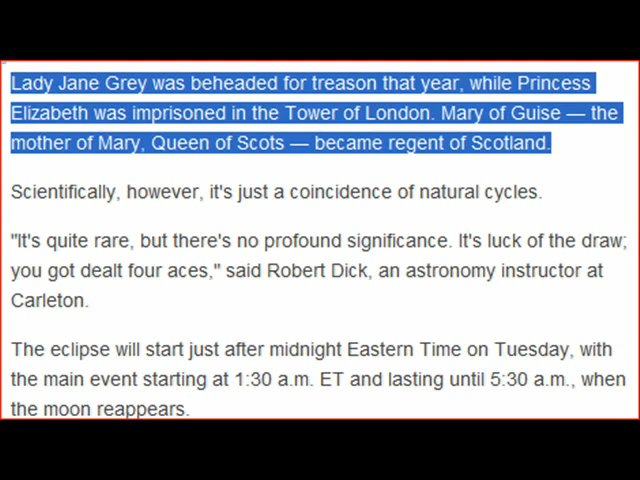 Lady Jane Grey was beheaded for treason that year, while Princess
Elizabeth was imprisoned in the Tower of London. Mary of Guise — the
mother of Mary, Queen of Scots — became regent of Scotland.
Scientifically, however, it's just a coincidence of natural cycles.
"It's quite rare, but there's no profound significance. It's luck of the draw;
you got dealt four aces," said Robert Dick, an astronomy instructor at
Carleton.
The eclipse will start just after midnight Eastern Time on Tuesday, with
the main event starting at 1:30 a.m. ET and lasting until 5:30 a.m., when
the moon reappears.